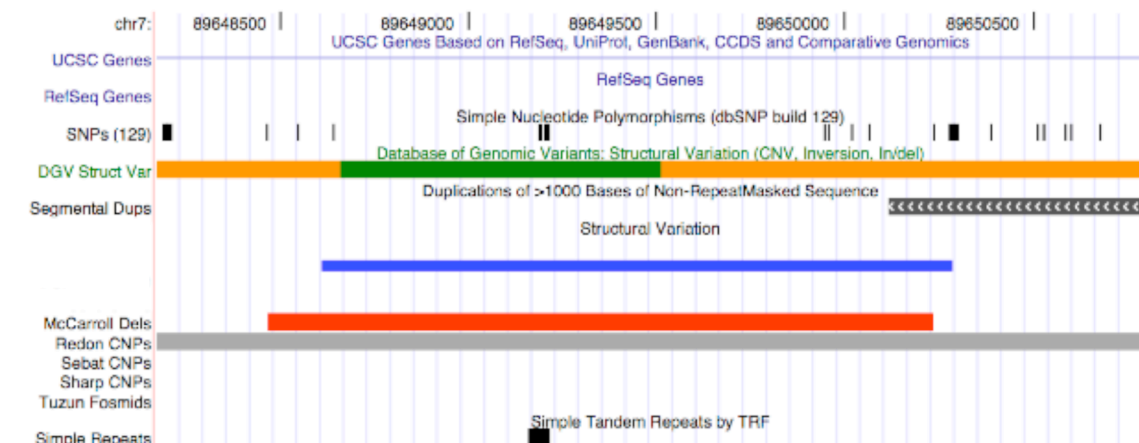 chr7: 89648500 89649000 89649500 89650000 89650500
UCSC Genes Based on RefSeq, UniProt, GenBank, CCDS and Comparative Genomics
UCSC Genes
RefSeq Genes
RefSeq Genes
Simple Nucleotide Polymorphisms (dbSNP build 129)
SNPs (129)
Database of Genomic Variants: Structural Variation (CNV, Inversion, In/del)
DGV Struct Var
Duplications of >1000 Bases of Non-RepeatMasked Sequence
Segmental Dups
Structural Variation
McCarroll Dels
Redon CNPs
Sebat CNPs
Sharp CNPs
Tuzun Fosmids
Simple Tandem Repeats by TRF
Simple Repeats